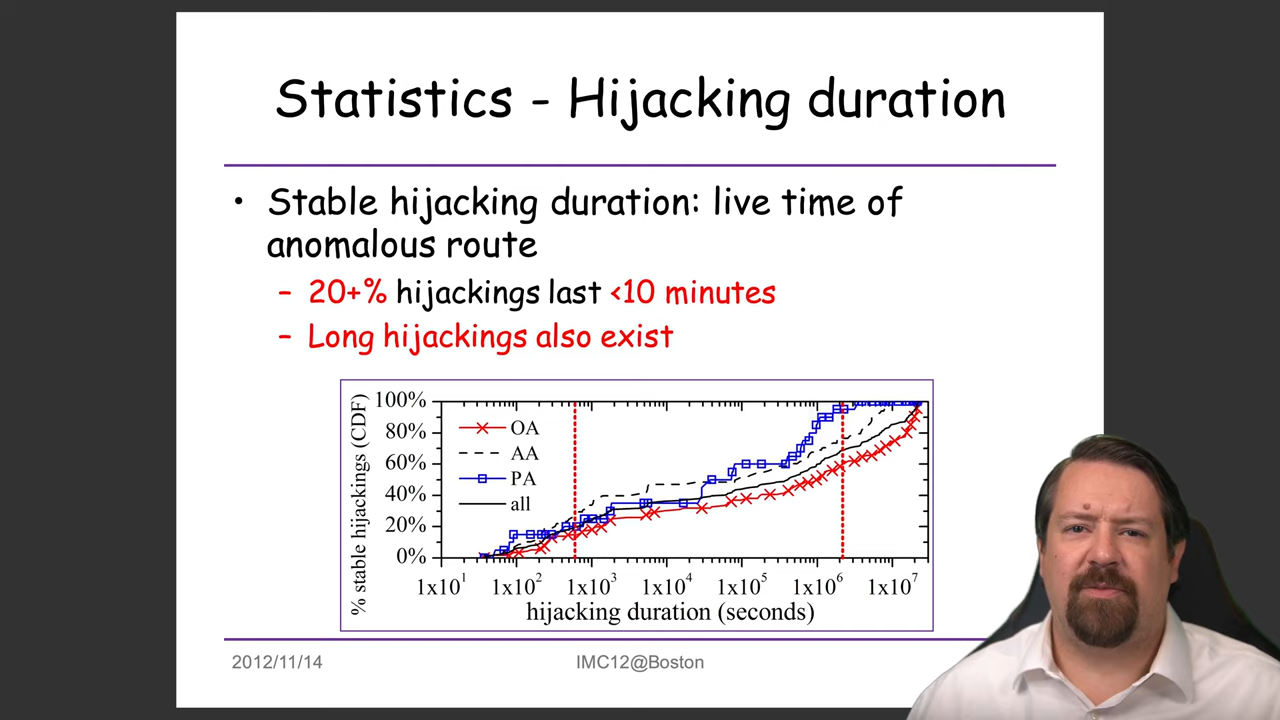 Statistics - Hijacking duration
• Stable hijacking duration: live time of
anomalous route
– 20+% hijackings last <10 minutes
– Long hijackings also exist
% stable hijackings (CDF)
100%
80%
60%
40%
20%
0%
OA
AA
PA
all
1x10¹ 1x10² 1x10³ 1x10⁴ 1x10⁵ 1x10⁶ 1x10⁷
hijacking duration (seconds)
2012/11/14 IMC12@Boston